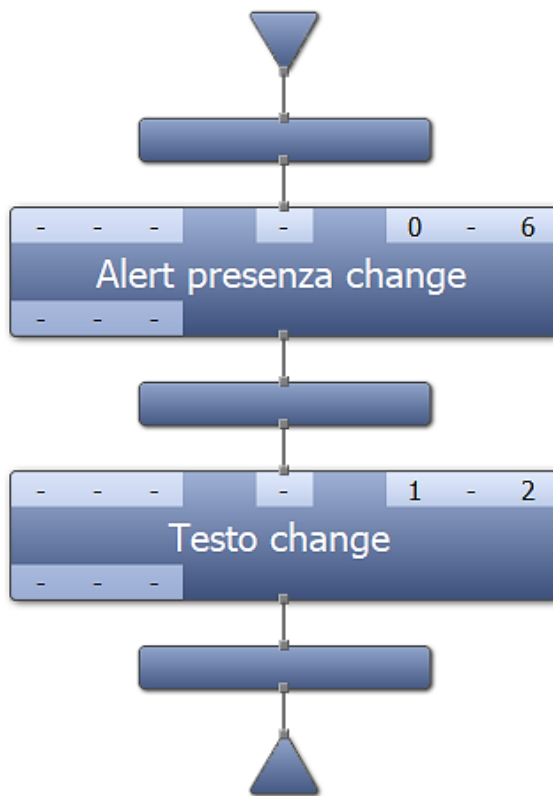 - - - - 0 - 6
Alert presenza change
- - -
- - - - 1 - 2
Testo change
- - -